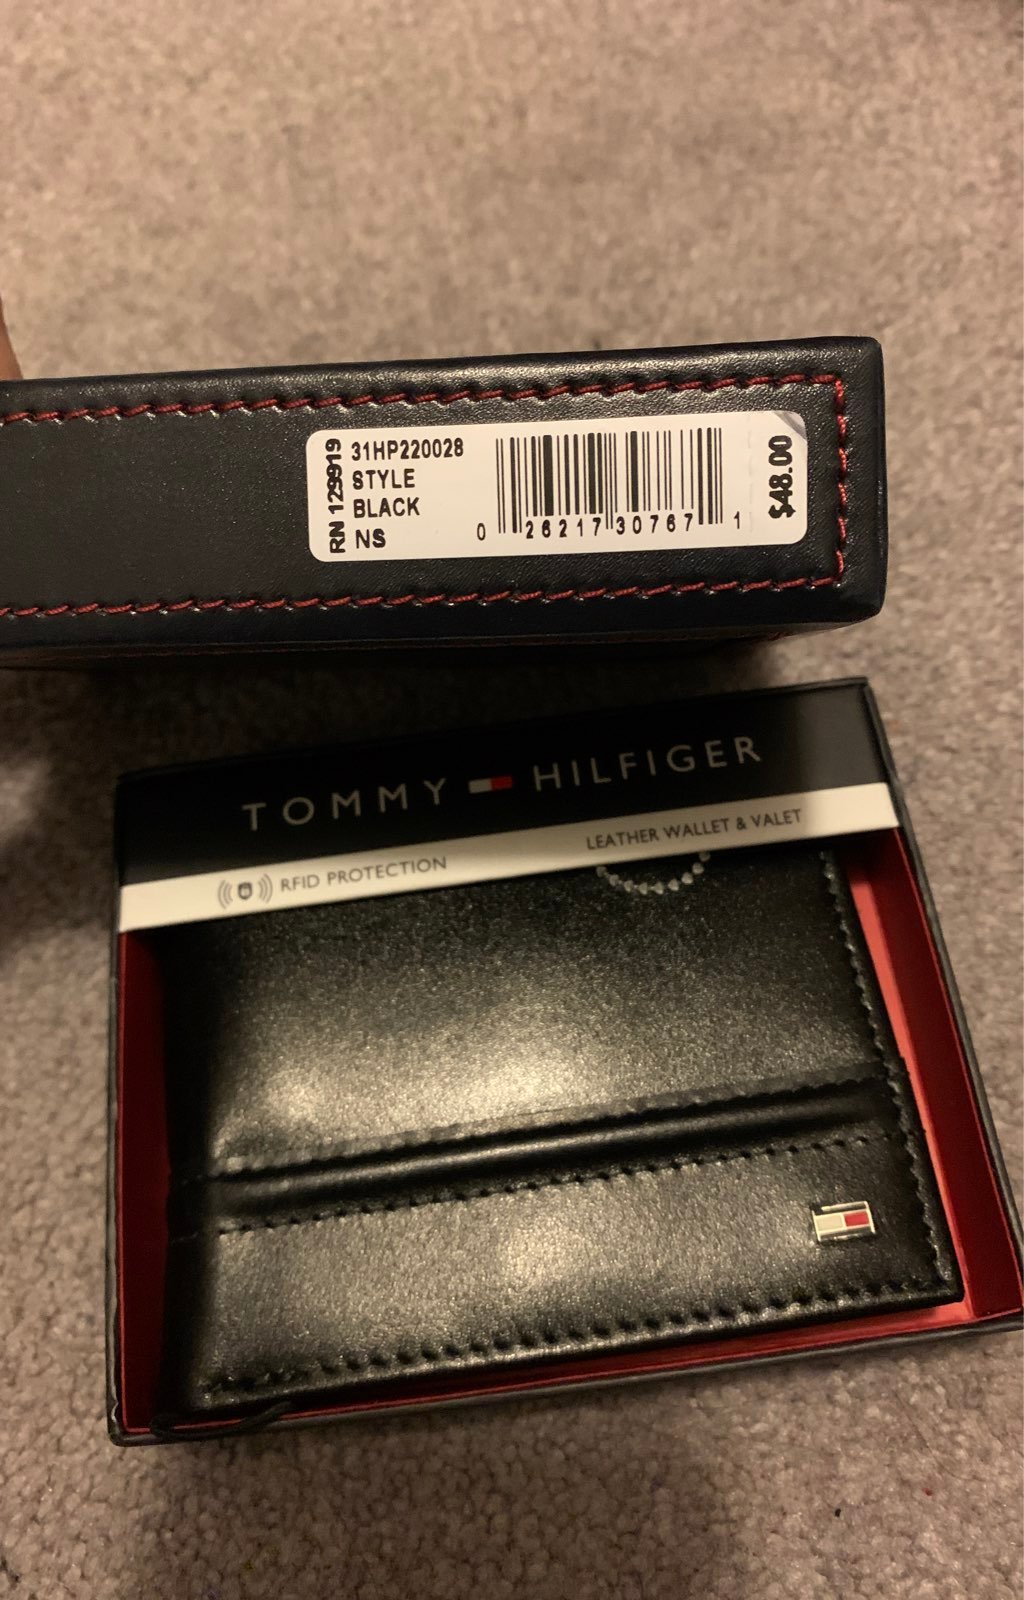 RN 129919
31HP220028
STYLE
BLACK
NS
0 26217 30767 1
$48.00
TOMMY HILFIGER
RFID PROTECTION
LEATHER WALLET & VALET